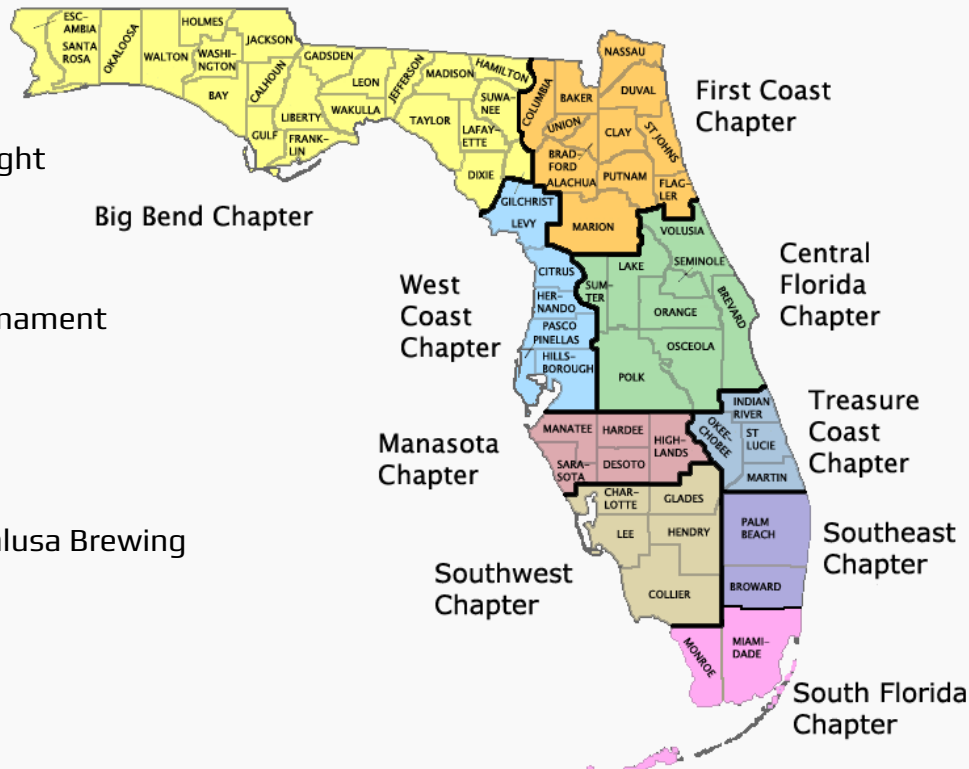 ESC-
AMBIA
SANTA
ROSA
OKALOOSA
WALTON
HOLMES
WASHI-
NGTON
BAY
JACKSON
CALHOUN
GULF
GADSDEN
LIBERTY
FRANK-
LIN
LEON
WAKULLA
JEFFERSON
MADISON
TAYLOR
HAMILTON
SUWA-
NEE
LAFAY-
ETTE
DIXIE
COLUMBIA
BAKER
NASSAU
DUVAL
UNION
CLAY
ST JOHNS
BRAD-
FORD
ALACHUA
PUTNAM
FLAG-
LER
MARION
First Coast
Chapter
ght
Big Bend Chapter
GILCHRIST
LEVY
CITRUS
HER-
NANDO
PASCO
PINELLAS
HILLS-
BOROUGH
West
Coast
Chapter
nament
VOLUSIA
LAKE
SEMINOLE
SUM-
TER
ORANGE
BREVARD
OSCEOLA
POLK
Central
Florida
Chapter
INDIAN
RIVER
OKEE-
CHOBEE
ST
LUCIE
MARTIN
Treasure
Coast
Chapter
MANATEE
HARDEE
HIGH-
LANDS
SARA-
SOTA
DESOTO
Manasota
Chapter
lusa Brewing
CHAR-
LOTTE
GLADES
LEE
HENDRY
COLLIER
Southwest
Chapter
PALM
BEACH
BROWARD
Southeast
Chapter
MONROE
MIAMI-
DADE
South Florida
Chapter